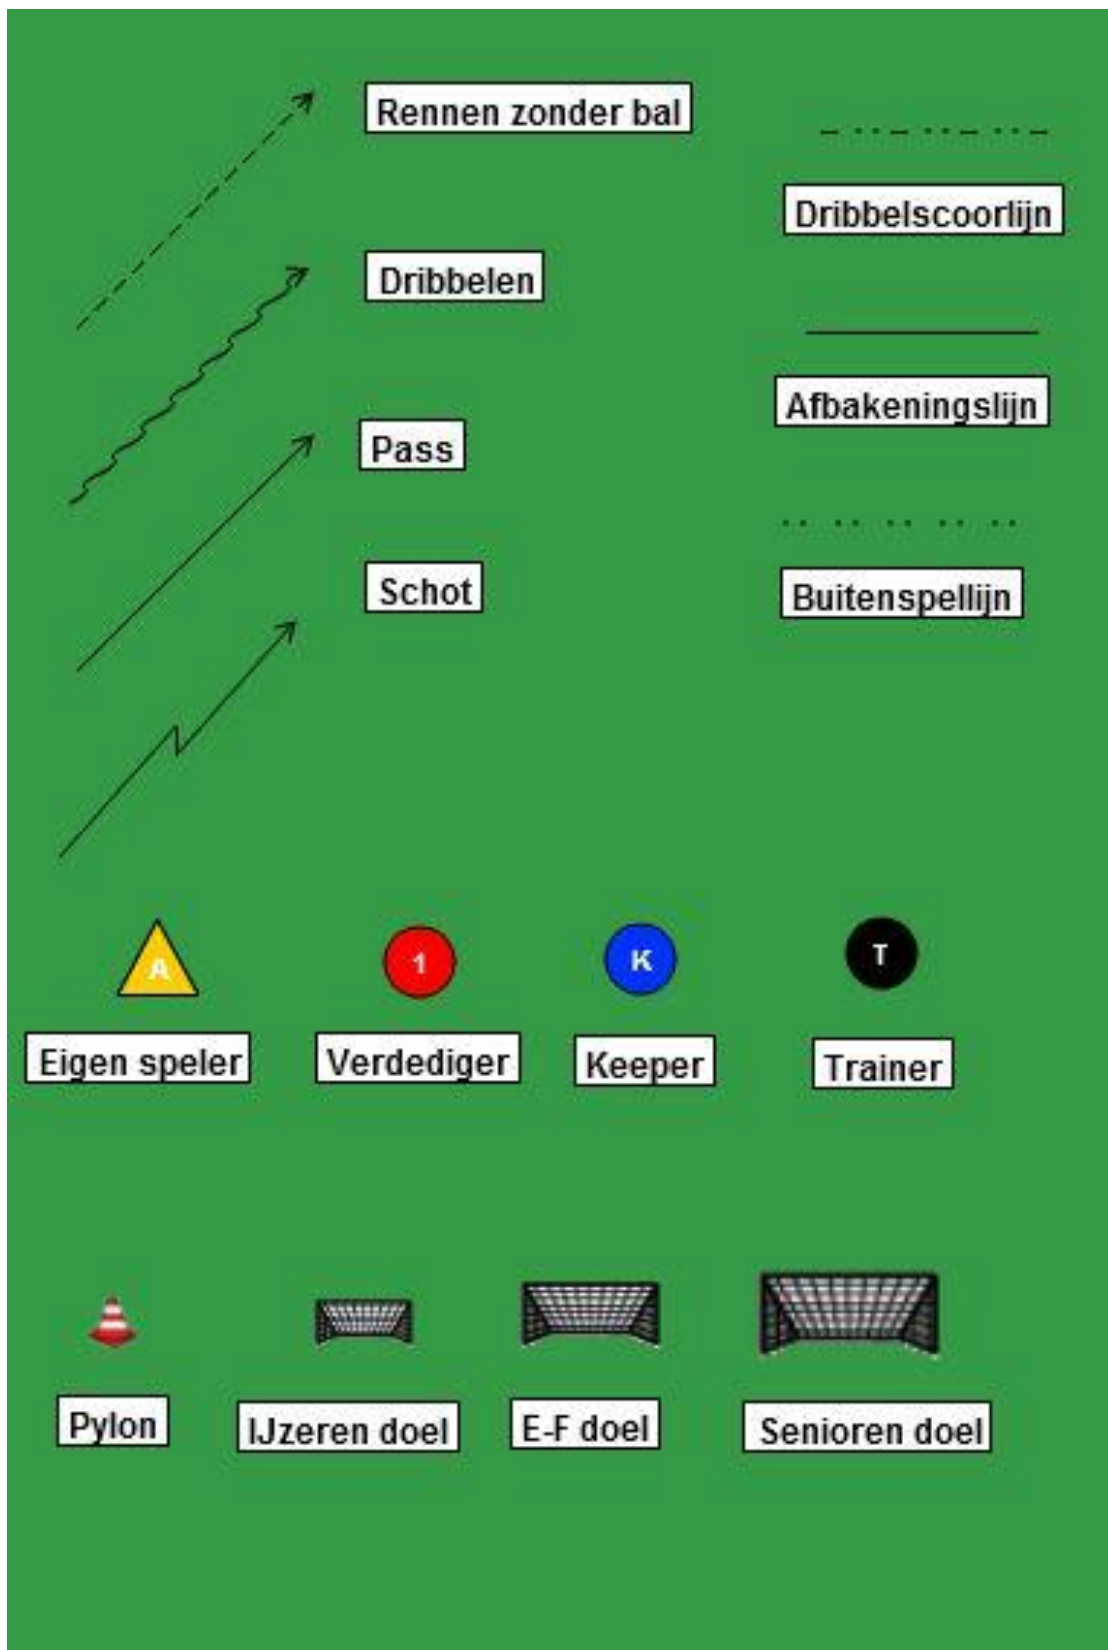 Rennen zonder bal
Dribbelscoorlijn
Dribbelen
Afbakeningslijn
Pass
Schot
Buitenspellijn
A
1
K
T
Eigen speler
Verdediger
Keeper
Trainer
Pylon
IJzeren doel
E-F doel
Senioren doel